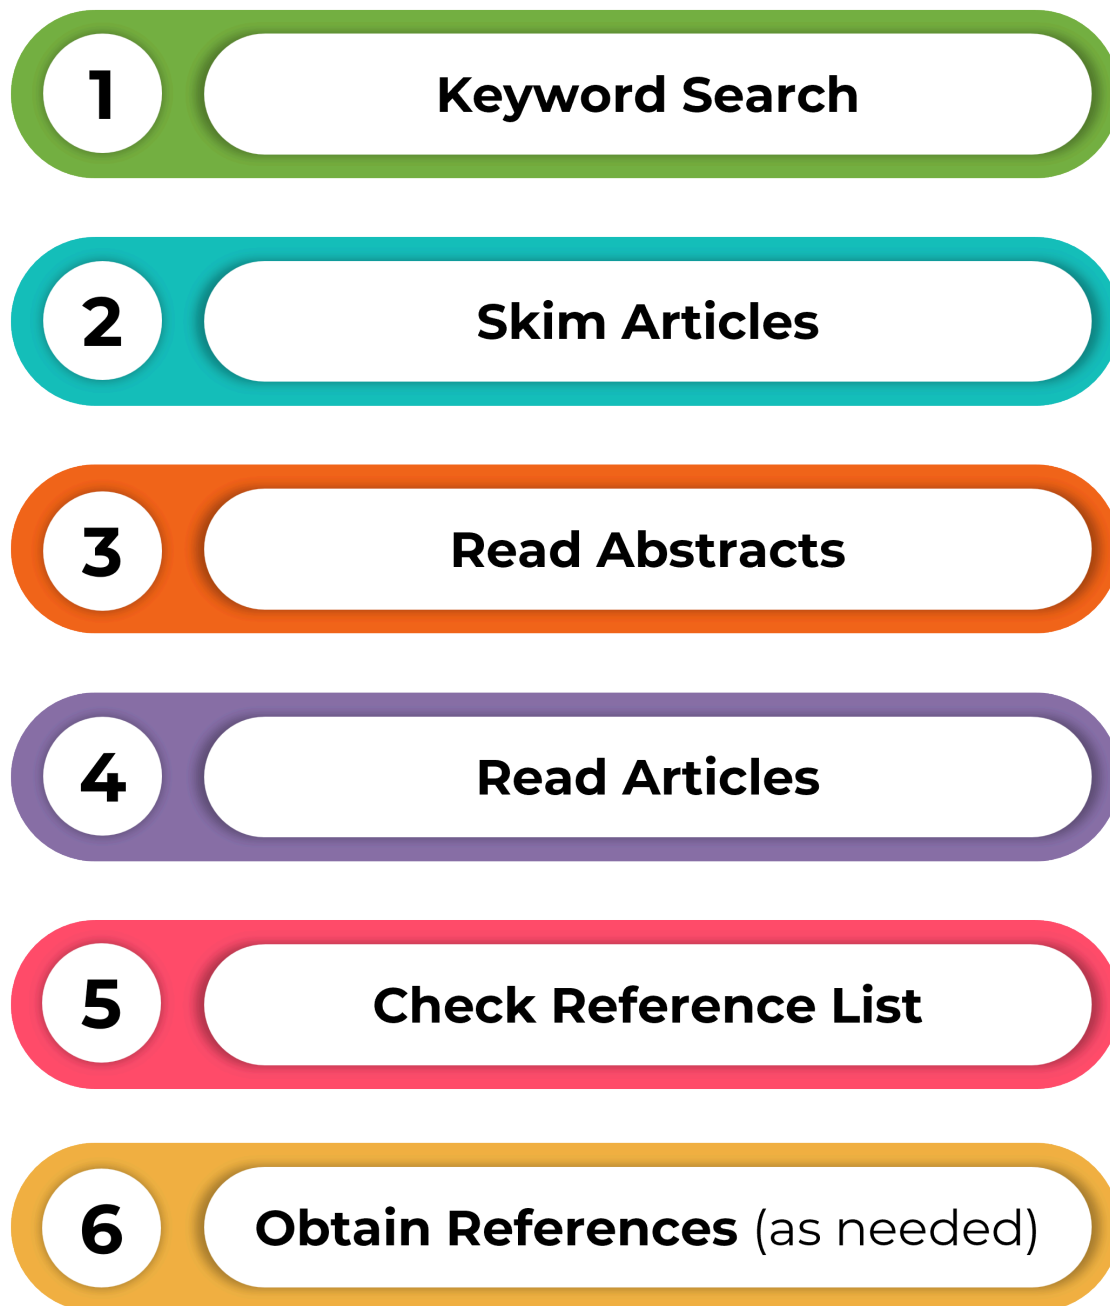 1 Keyword Search
2 Skim Articles
3 Read Abstracts
4 Read Articles
5 Check Reference List
6 Obtain References (as needed)